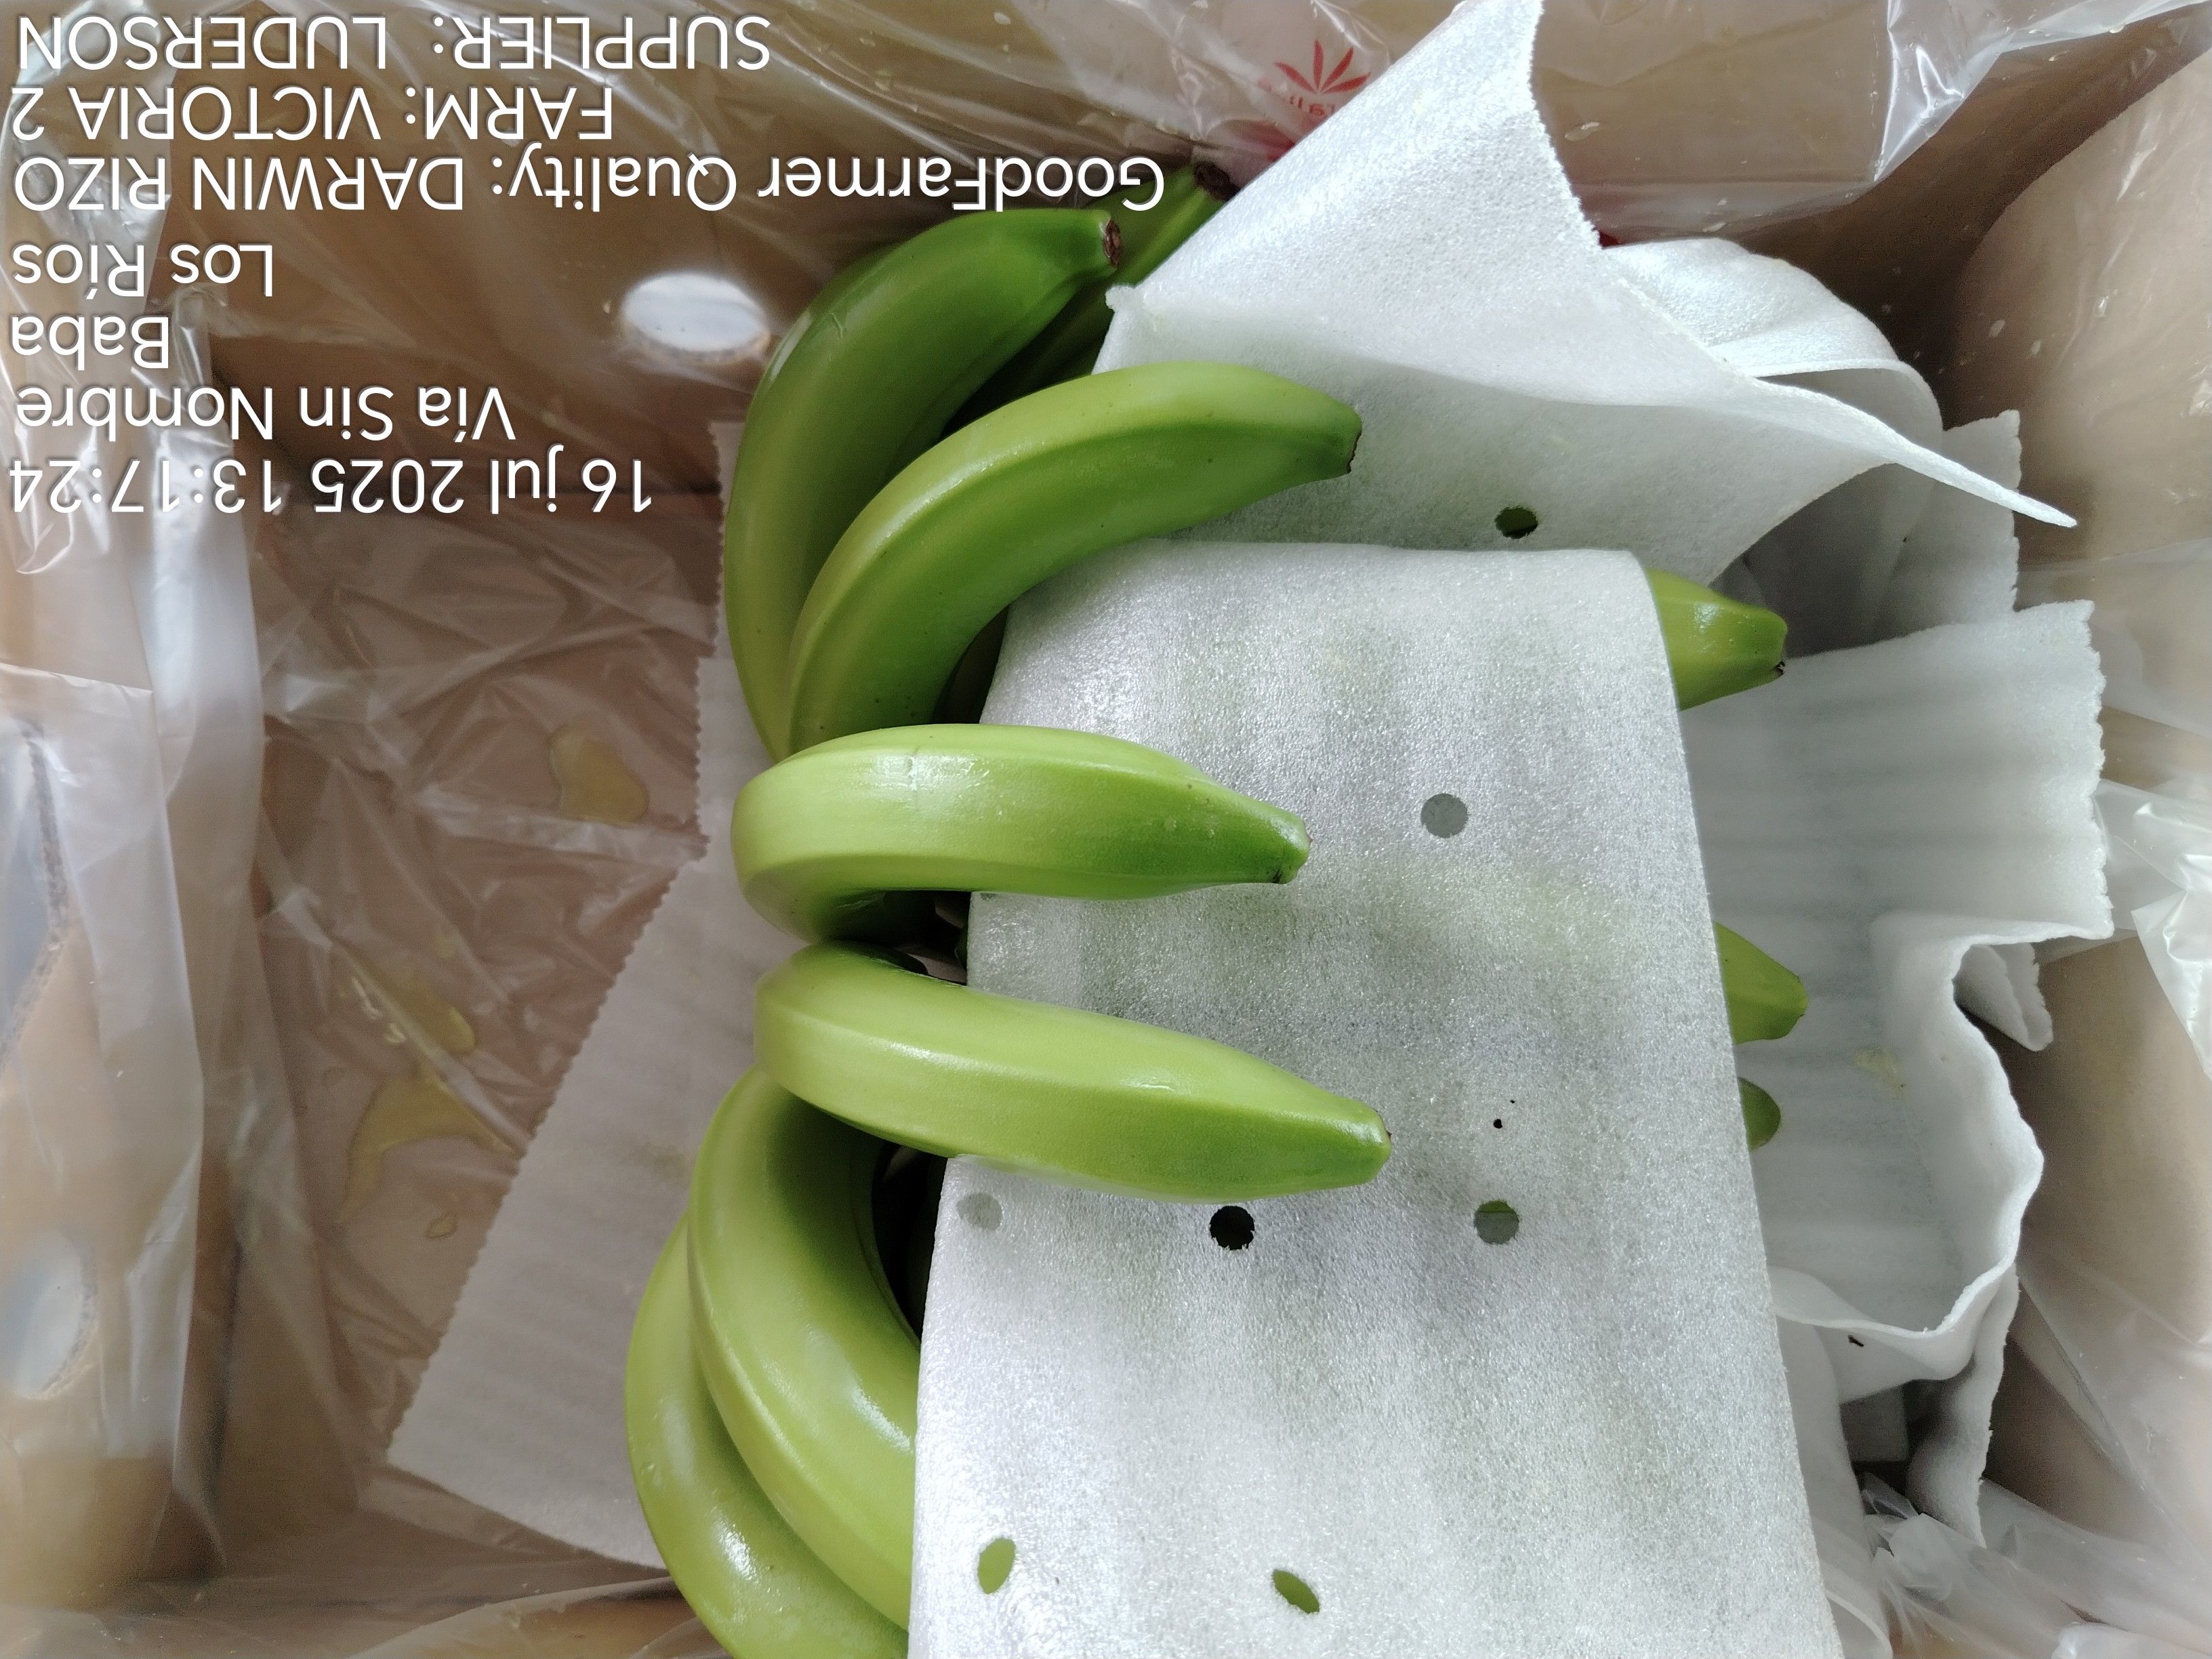 16 jul 2025 13:17:24
Vía Sin Nombre
Baba
Los Ríos
GoodFarmer Quality: DARWIN RIZO
FARM: VICTORIA 2
SUPPLIER: LUDERSON